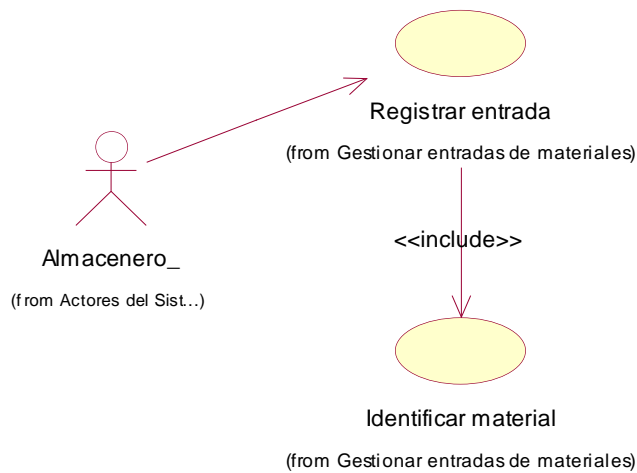 Registrar entrada
(from Gestionar entradas de materiales)
Almacenero_
(from Actores del Sist...)
<<include>>
Identificar material
(from Gestionar entradas de materiales)